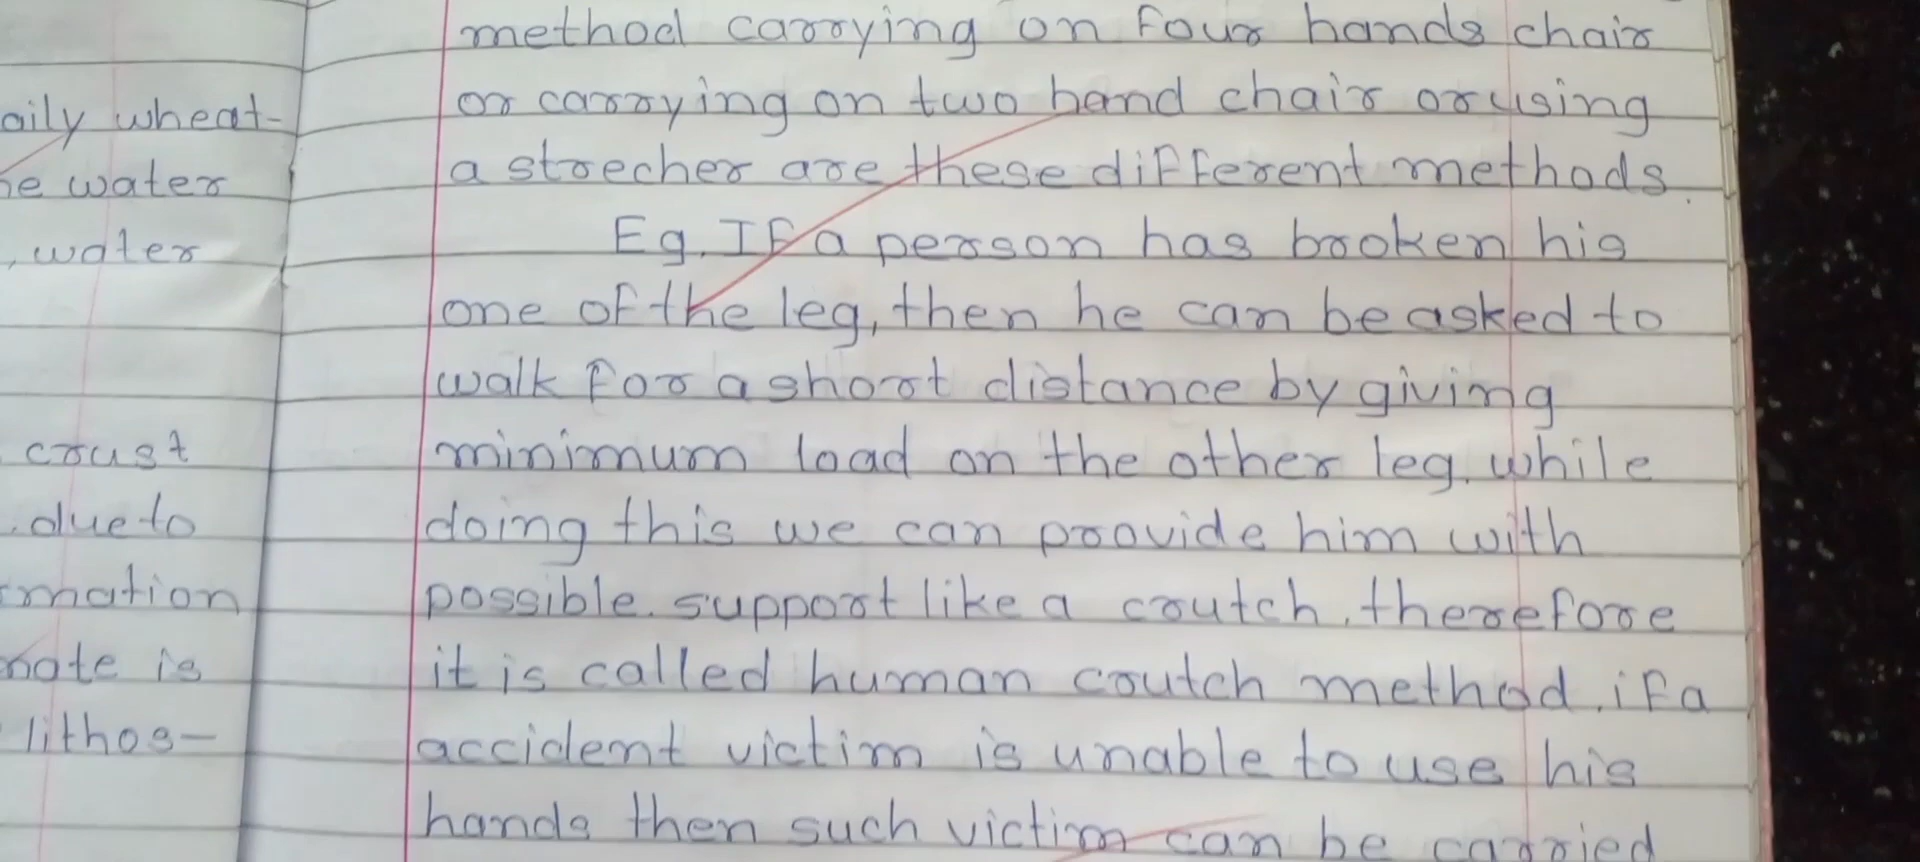 aily wheat-
he water
, water
crust
.due to
rmation
nate is
lithos-
method carrying on four hands chair
or carrying on two hand chair or using
a strecher are these different methods.
Eg. If a person has broken his
one of the leg, then he can be asked to
walk for a short distance by giving
minimum load on the other leg. while
doing this we can provide him with
possible. support like a crutch. therefore
it is called human crutch method. if a
accident victim is unable to use his
hands then such victim can be carried